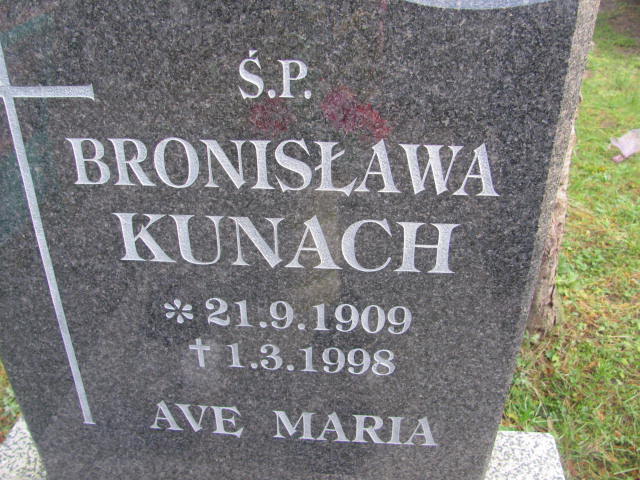 Ś.P.
BRONISŁAWA
KUNACH
* 21.9.1909
† 1.3.1998
AVE MARIA